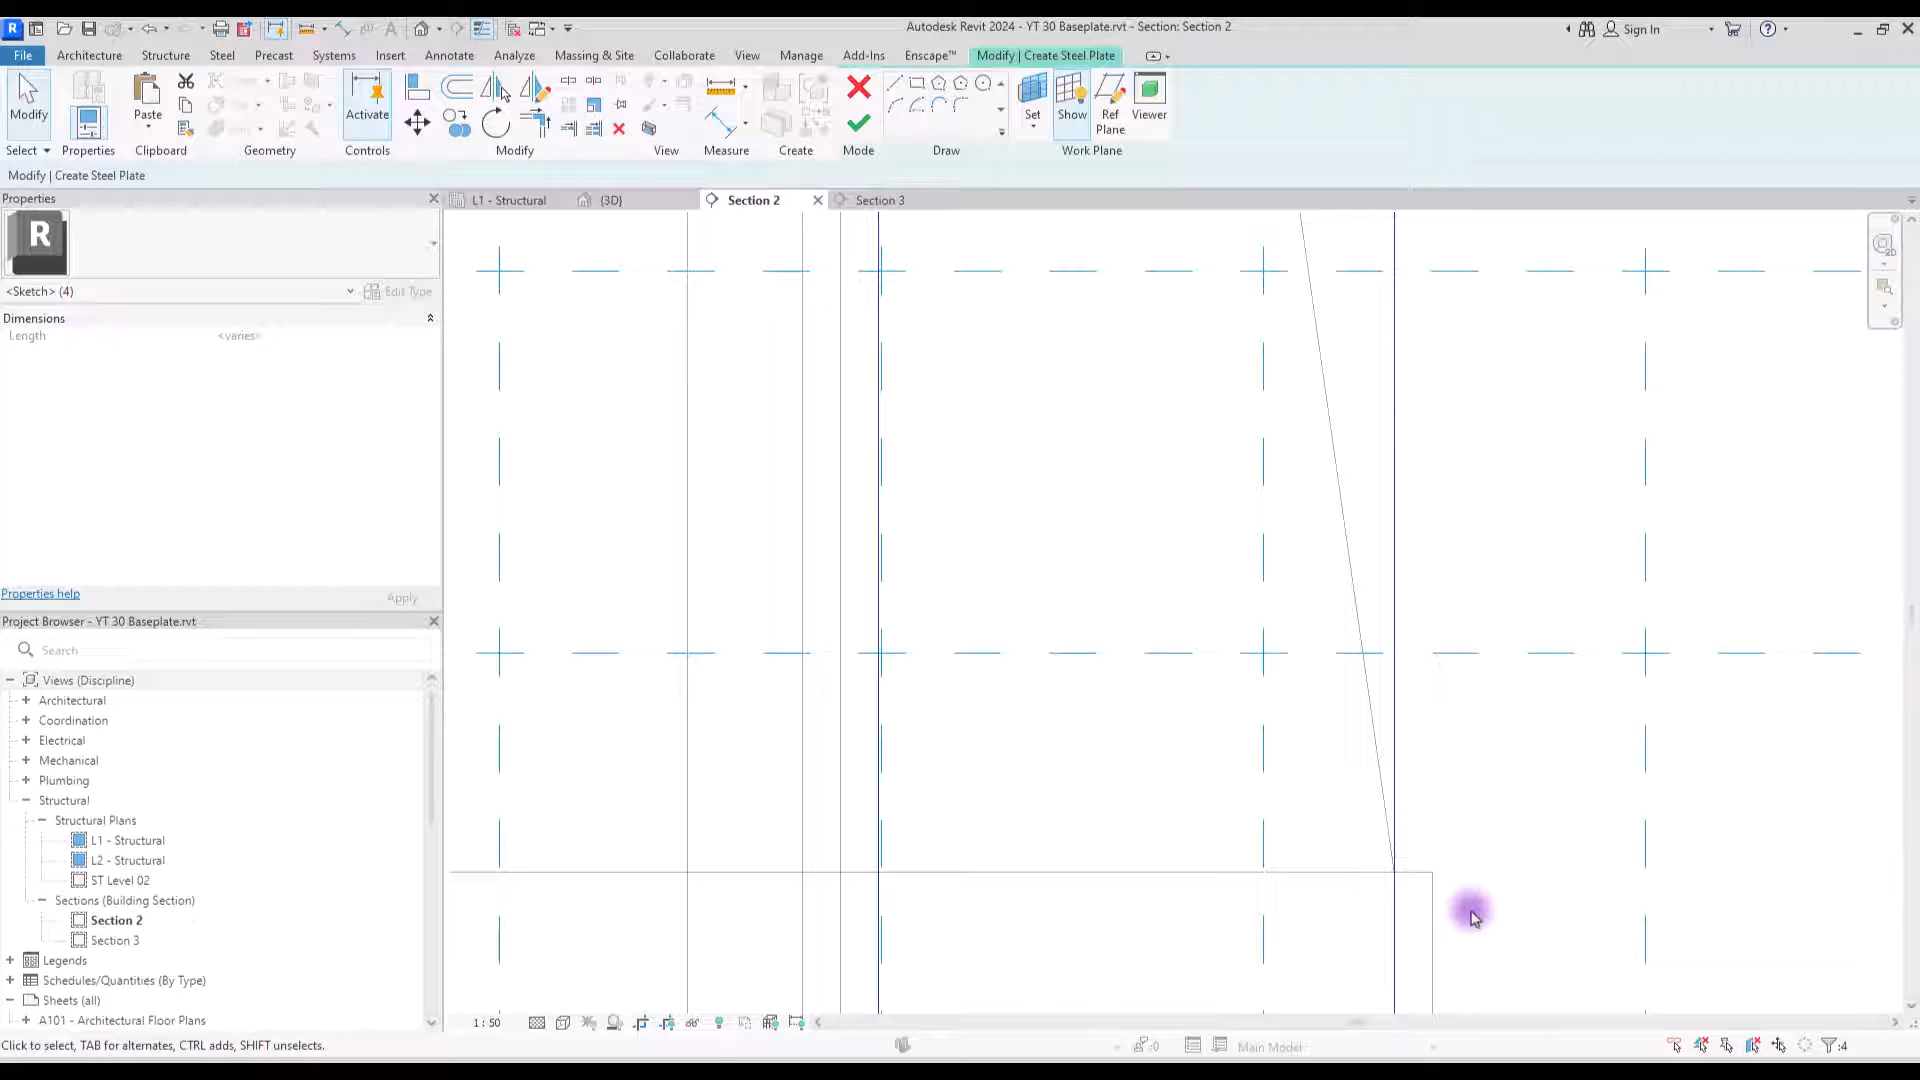 Autodesk Revit 2024 - YT 30 Baseplate.rvt - Section: Section 2
Sign In
File Architecture Structure Steel Precast Systems Insert Annotate Analyze Massing & Site Collaborate View Manage Add-Ins Enscape™ Modify | Create Steel Plate
Modify Paste Activate Set Show Ref Plane Viewer
Select Properties Clipboard Geometry Controls Modify View Measure Create Mode Draw Work Plane
Modify | Create Steel Plate
Properties
L1 - Structural {3D} Section 2 Section 3
R
<Sketch> (4) Edit Type
Dimensions
Length <varies>
Properties help Apply
Project Browser - YT 30 Baseplate.rvt
Search
Views (Discipline)
Architectural
Coordination
Electrical
Mechanical
Plumbing
Structural
Structural Plans
L1 - Structural
L2 - Structural
ST Level 02
Sections (Building Section)
Section 2
Section 3
Legends
Schedules/Quantities (By Type)
Sheets (all)
A101 - Architectural Floor Plans
1 : 50
Click to select, TAB for alternates, CTRL adds, SHIFT unselects.
:0 Main Model :4